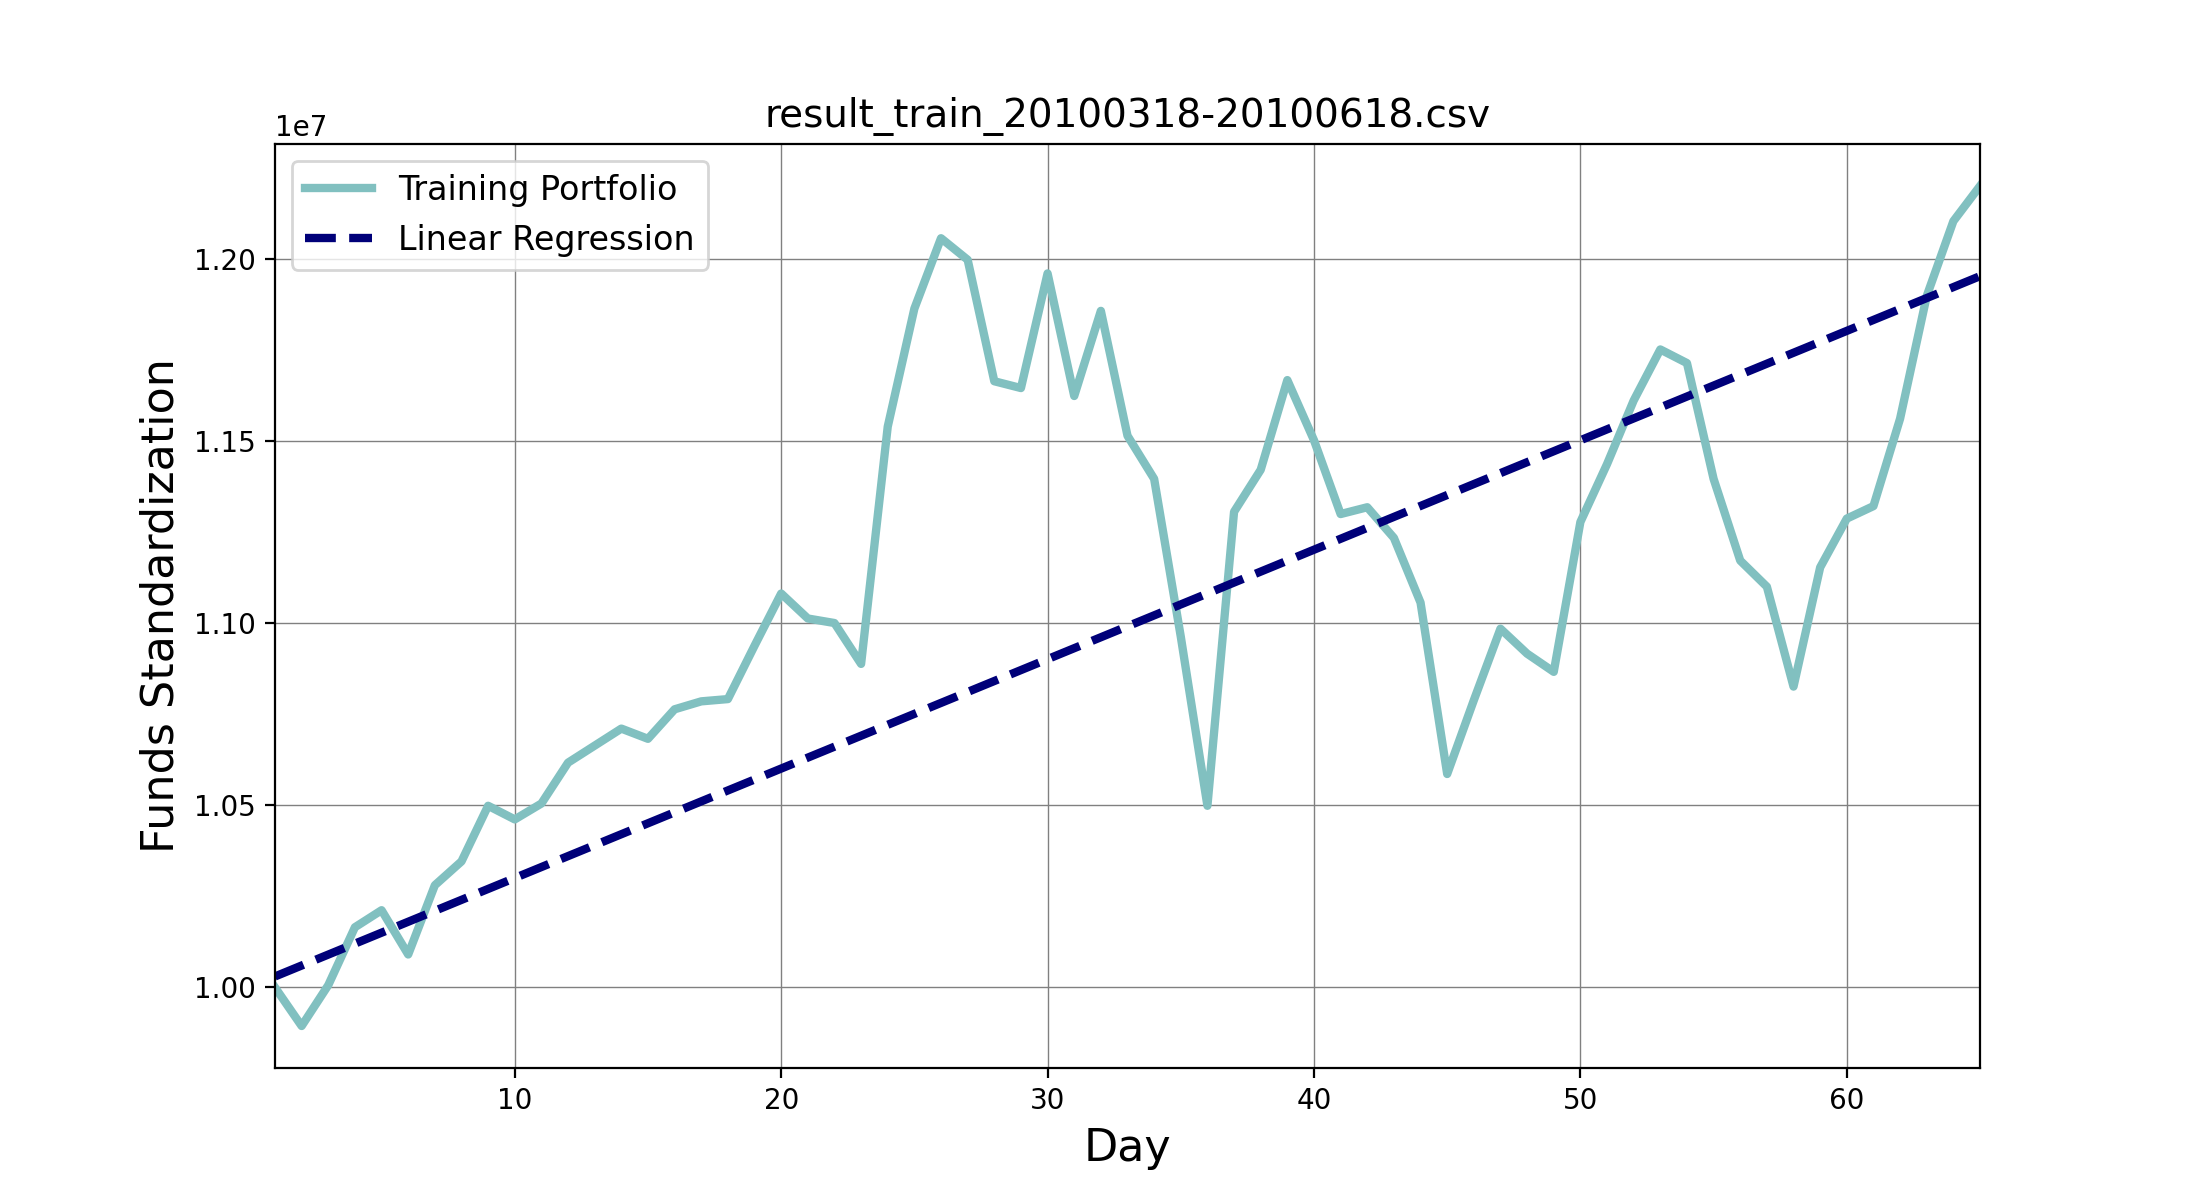 result_train_20100318-20100618.csv
1e7
Training Portfolio
Linear Regression
1.20
1.15
1.10
1.05
1.00
Funds Standardization
10 20 30 40 50 60
Day